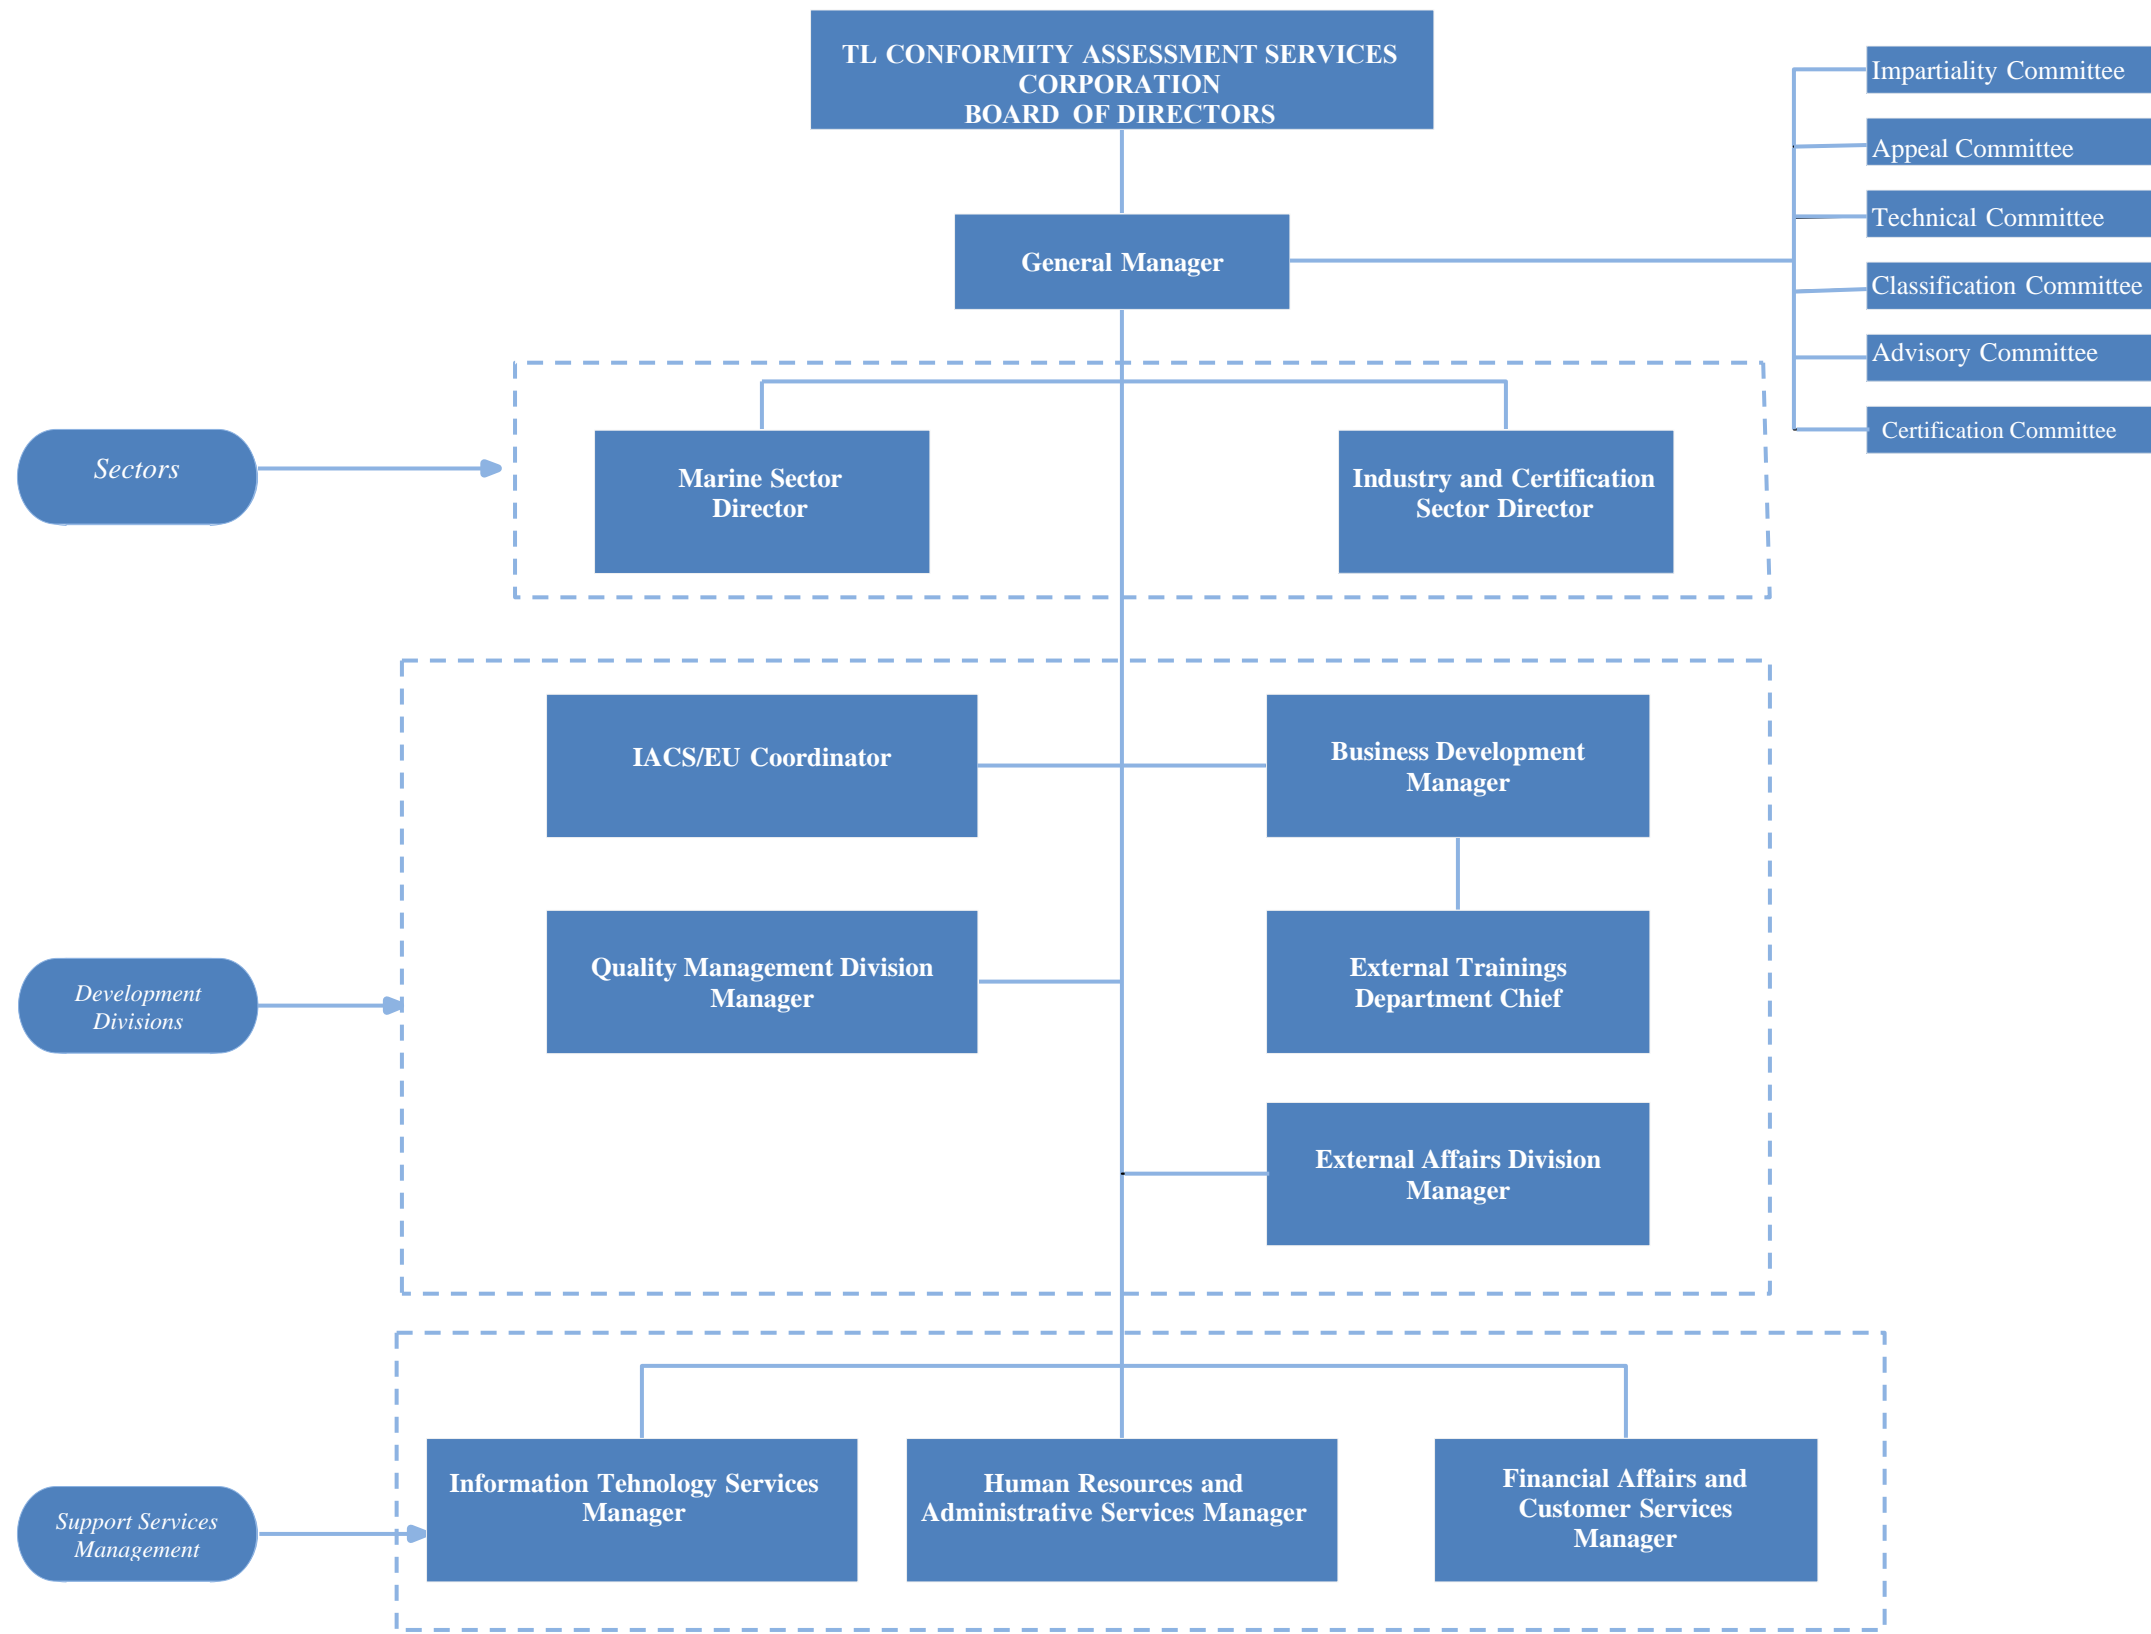 TL CONFORMITY ASSESSMENT SERVICES
CORPORATION
BOARD OF DIRECTORS
Impartiality Committee
Appeal Committee
Technical Committee
Classification Committee
Advisory Committee
Certification Committee
General Manager
Sectors
Marine Sector
Director
Industry and Certification
Sector Director
IACS/EU Coordinator
Business Development
Manager
Development
Divisions
Quality Management Division
Manager
External Trainings
Department Chief
External Affairs Division
Manager
Support Services
Management
Information Tehnology Services
Manager
Human Resources and
Administrative Services Manager
Financial Affairs and
Customer Services
Manager